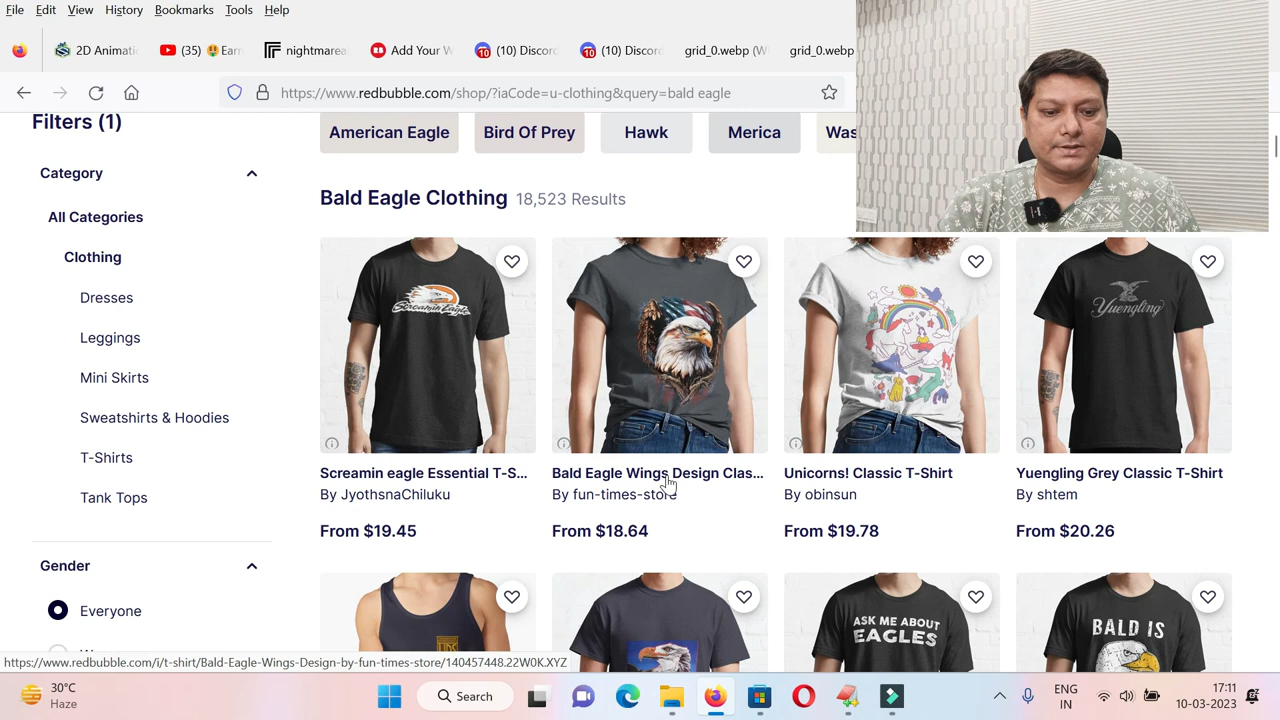 File Edit View History Bookmarks Tools Help
2D Animati (35) Earn nightmarea Add Your W (10) Discord (10) Discord grid_0.webp (W grid_0.webp
https://www.redbubble.com/shop/?iaCode=u-clothing&query=bald eagle
Filters (1)
American Eagle Bird Of Prey Hawk Merica Was
Category
All Categories
Clothing
Dresses
Leggings
Mini Skirts
Sweatshirts & Hoodies
T-Shirts
Tank Tops
Gender
Everyone
Bald Eagle Clothing 18,523 Results
Screamin Eagle
Yuengling
Screamin eagle Essential T-S... Bald Eagle Wings Design Clas... Unicorns! Classic T-Shirt Yuengling Grey Classic T-Shirt
By JyothsnaChiluku By fun-times-store By obinsun By shtem
From $19.45 From $18.64 From $19.78 From $20.26
ASK ME ABOUT
EAGLES
BALD IS
https://www.redbubble.com/i/t-shirt/Bald-Eagle-Wings-Design-by-fun-times-store/140457448.22W0K.XYZ
30°C
Haze
Search
ENG
IN
17:11
10-03-2023